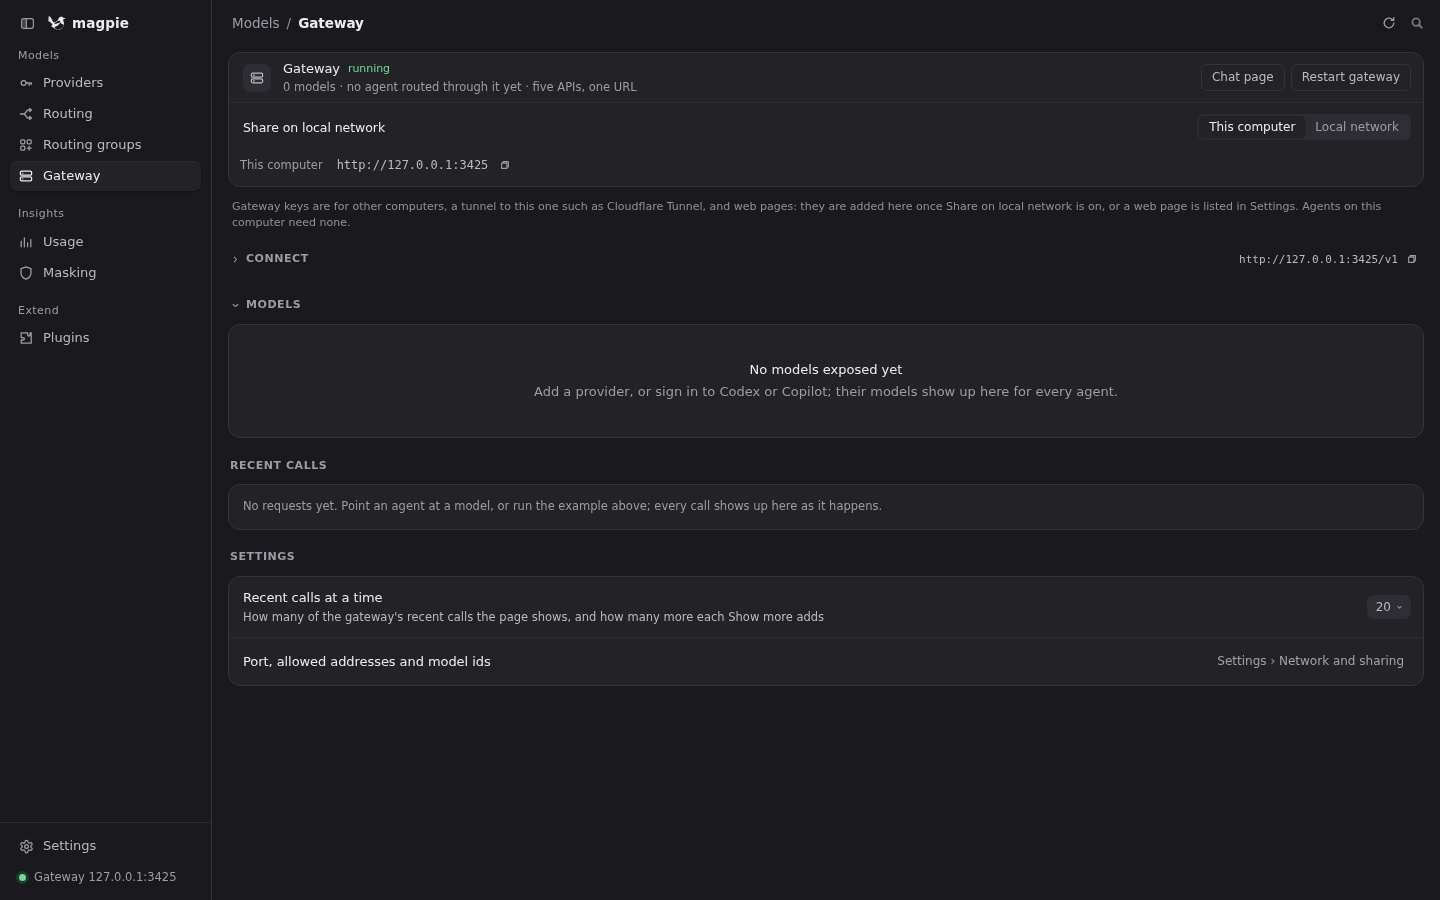 magpie
Models / Gateway
Models
Providers
Routing
Routing groups
Gateway
Insights
Usage
Masking
Extend
Plugins
Settings
Gateway 127.0.0.1:3425
Gateway running
0 models · no agent routed through it yet · five APIs, one URL
Chat page
Restart gateway
Share on local network
This computer
Local network
This computer http://127.0.0.1:3425
Gateway keys are for other computers, a tunnel to this one such as Cloudflare Tunnel, and web pages: they are added here once Share on local network is on, or a web page is listed in Settings. Agents on this
computer need none.
CONNECT
http://127.0.0.1:3425/v1
MODELS
No models exposed yet
Add a provider, or sign in to Codex or Copilot; their models show up here for every agent.
RECENT CALLS
No requests yet. Point an agent at a model, or run the example above; every call shows up here as it happens.
SETTINGS
Recent calls at a time
How many of the gateway's recent calls the page shows, and how many more each Show more adds
20
Port, allowed addresses and model ids
Settings › Network and sharing